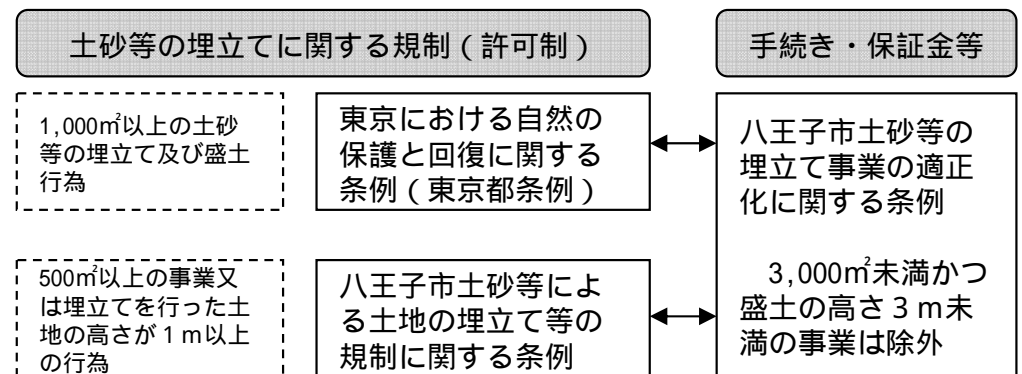 土砂等の埋立てに関する規制(許可制)
手続き・保証金等
1,000㎡以上の土砂
等の埋立て及び盛土
行為
東京における自然の
保護と回復に関する
条例(東京都条例)
八王子市土砂等の
埋立て事業の適正
化に関する条例
3,000㎡未満かつ
盛土の高さ3m未
満の事業は除外
500㎡以上の事業又
は埋立てを行った土
地の高さが1m以上
の行為
八王子市土砂等によ
る土地の埋立て等の
規制に関する条例